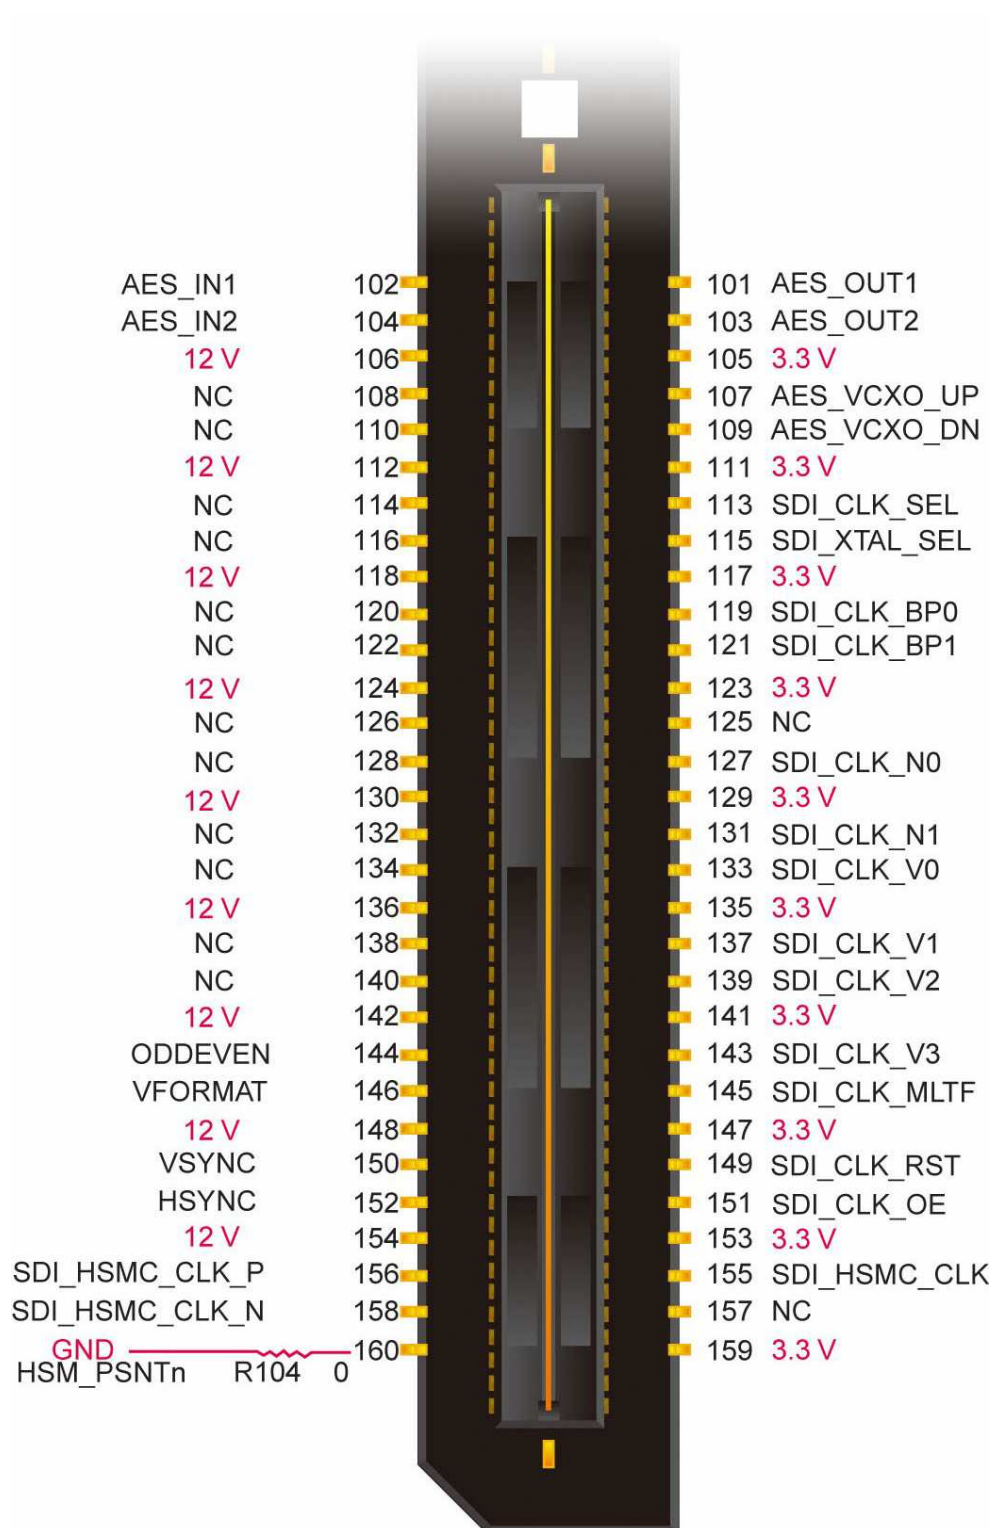 AES_IN1 102 101 AES_OUT1
AES_IN2 104 103 AES_OUT2
12 V 106 105 3.3 V
NC 108 107 AES_VCXO_UP
NC 110 109 AES_VCXO_DN
12 V 112 111 3.3 V
NC 114 113 SDI_CLK_SEL
NC 116 115 SDI_XTAL_SEL
12 V 118 117 3.3 V
NC 120 119 SDI_CLK_BP0
NC 122 121 SDI_CLK_BP1
12 V 124 123 3.3 V
NC 126 125 NC
NC 128 127 SDI_CLK_N0
12 V 130 129 3.3 V
NC 132 131 SDI_CLK_N1
NC 134 133 SDI_CLK_V0
12 V 136 135 3.3 V
NC 138 137 SDI_CLK_V1
NC 140 139 SDI_CLK_V2
12 V 142 141 3.3 V
ODDEVEN 144 143 SDI_CLK_V3
VFORMAT 146 145 SDI_CLK_MLTF
12 V 148 147 3.3 V
VSYNC 150 149 SDI_CLK_RST
HSYNC 152 151 SDI_CLK_OE
12 V 154 153 3.3 V
SDI_HSMC_CLK_P 156 155 SDI_HSMC_CLK
SDI_HSMC_CLK_N 158 157 NC
GND 160 159 3.3 V
HSM_PSNTn R104 0